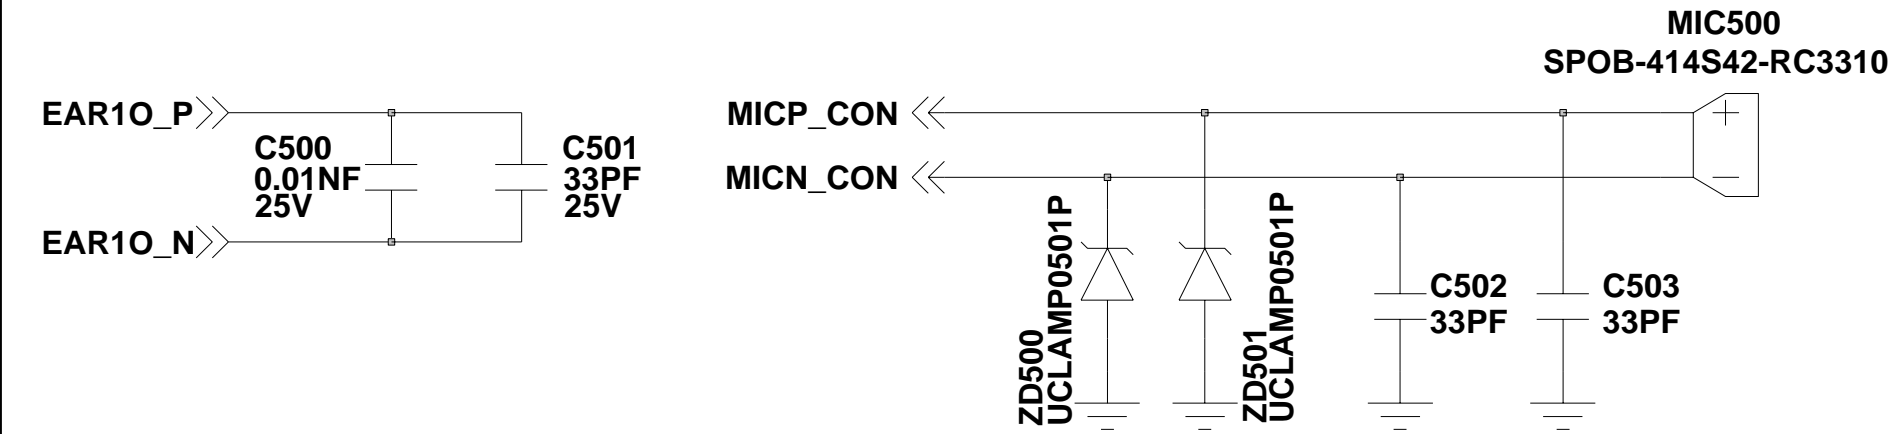 MIC500
SPOB-414S42-RC3310
EAR1O_P
C500
0.01NF
25V
C501
33PF
25V
EAR1O_N
MICP_CON
MICN_CON
ZD500
UCLAMP0501P
ZD501
UCLAMP0501P
C502
33PF
C503
33PF